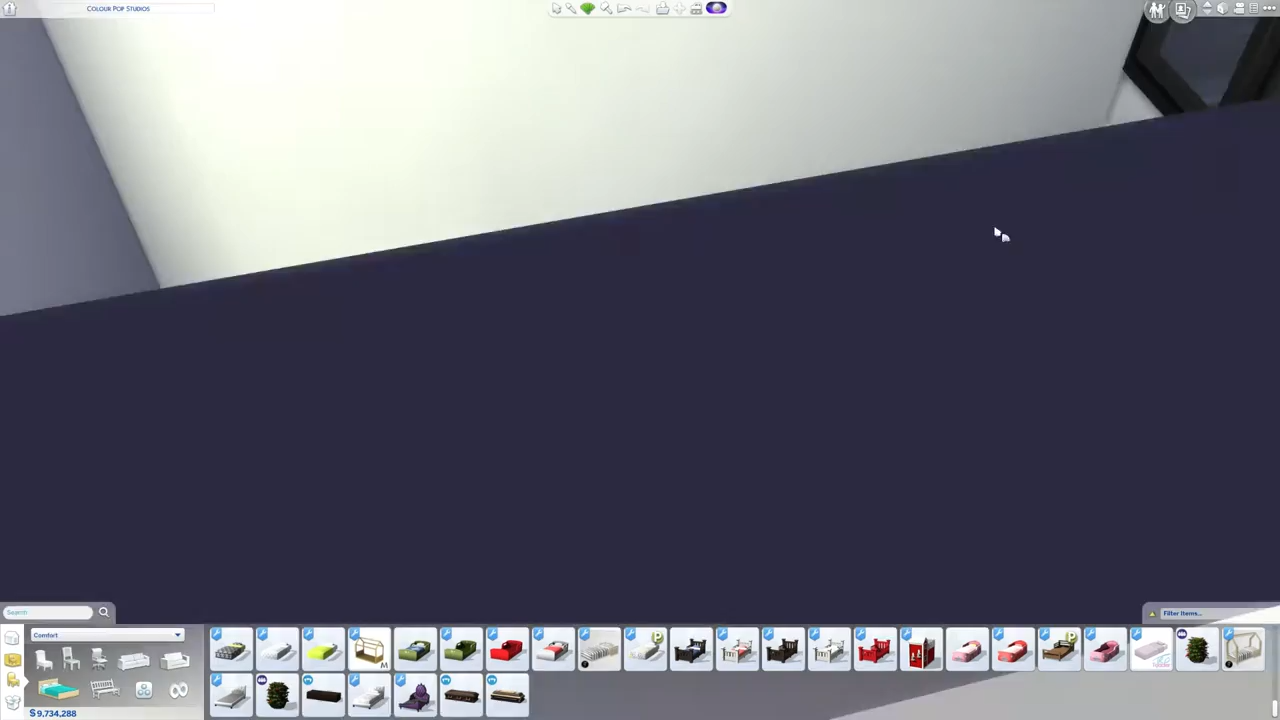 COLOUR POP STUDIOS
Search
Filter Items...
Comfort
§9,734,288